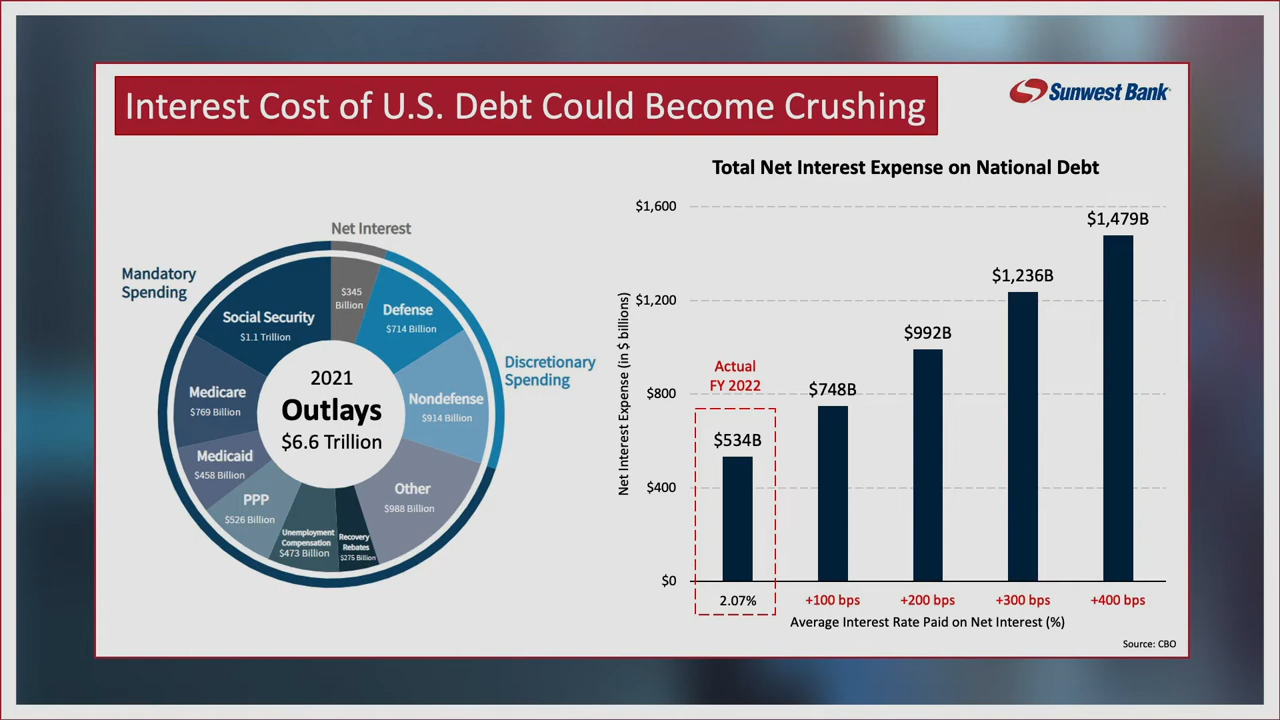 Interest Cost of U.S. Debt Could Become Crushing
Sunwest Bank
Net Interest
Mandatory
Spending
$345
Billion
Defense
$714 Billion
Social Security
$1.1 Trillion
Discretionary
Spending
Medicare
$769 Billion
2021
Outlays
$6.6 Trillion
Nondefense
$914 Billion
Medicaid
$458 Billion
PPP
$526 Billion
Unemployment
Compensation
$473 Billion
Recovery
Rebates
$275 Billion
Other
$988 Billion
Total Net Interest Expense on National Debt
Net Interest Expense (in $ billions)
$1,600
$1,200
$800
$400
$0
Actual
FY 2022
$534B
$748B
$992B
$1,236B
$1,479B
2.07%
+100 bps
+200 bps
+300 bps
+400 bps
Average Interest Rate Paid on Net Interest (%)
Source: CBO